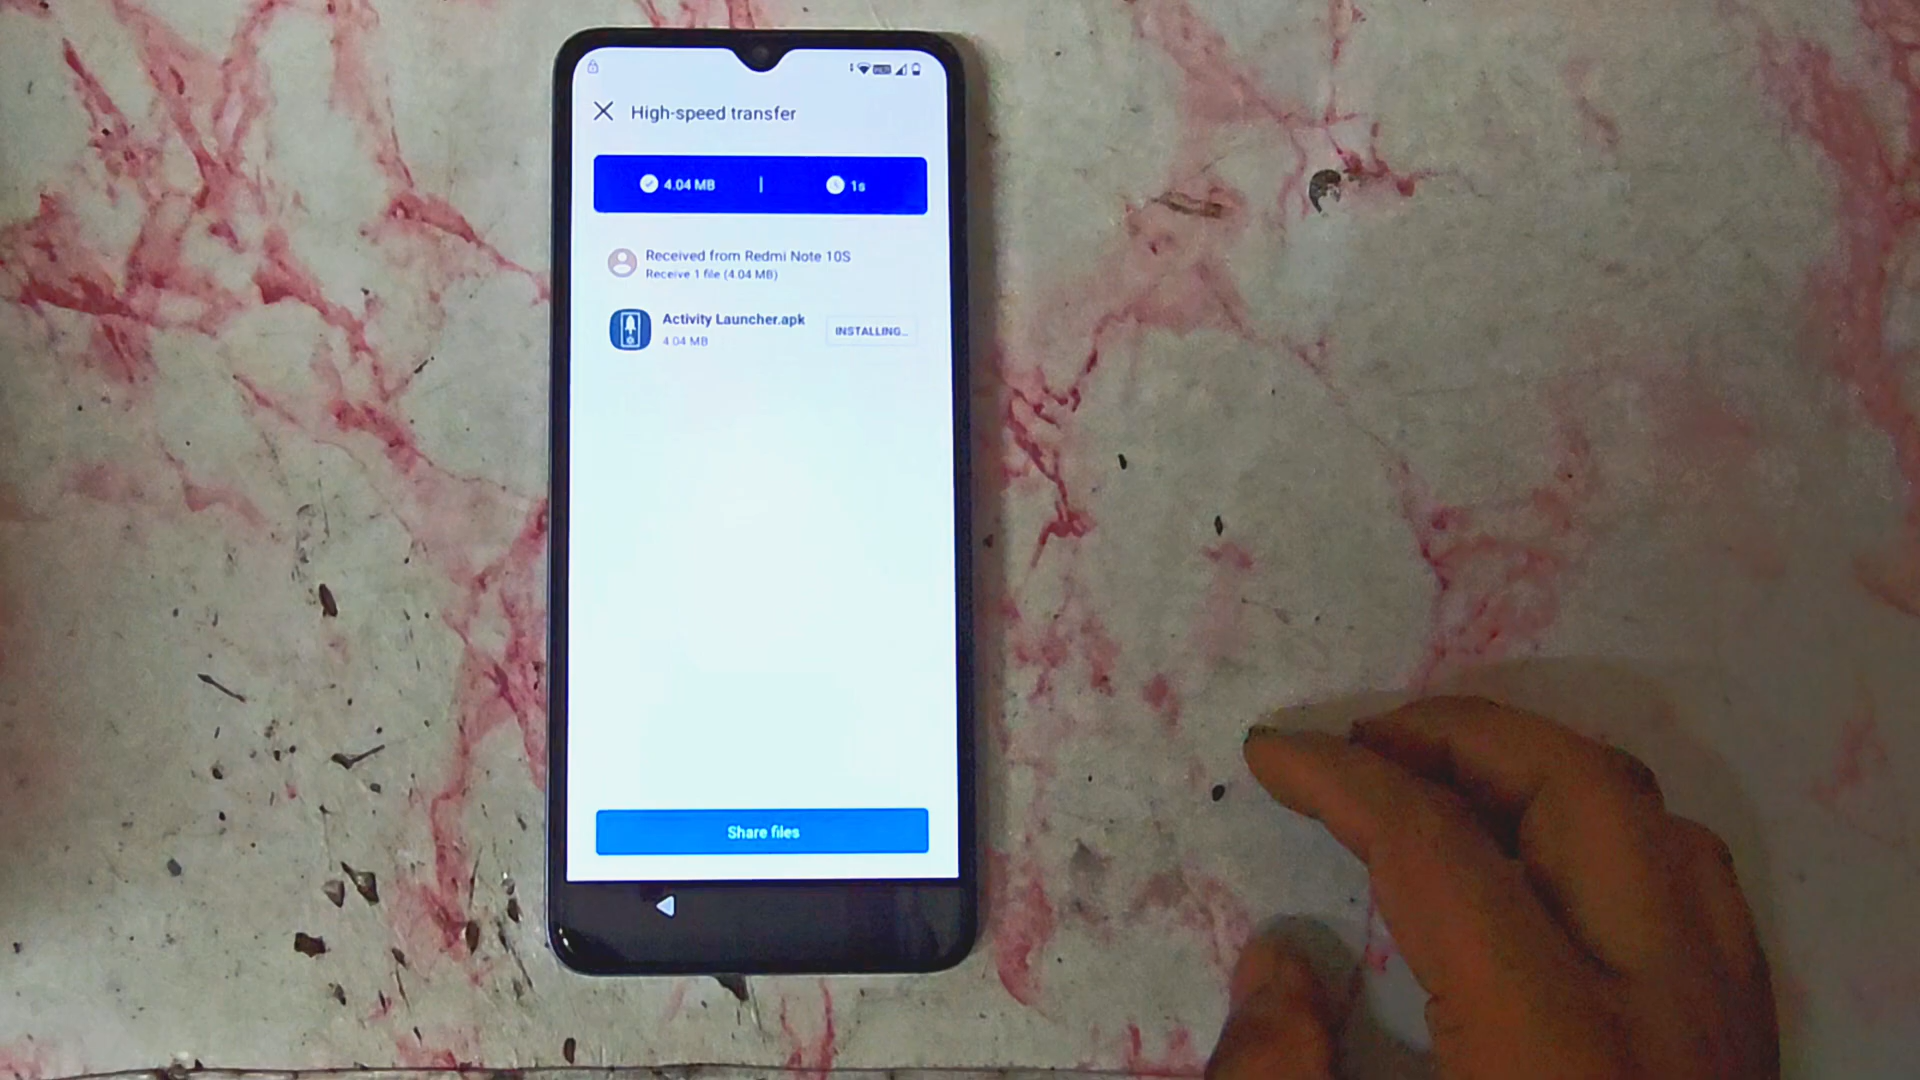 High-speed transfer
4.04 MB | 1s
Received from Redmi Note 10S
Receive 1 file (4.04 MB)
Activity Launcher.apk
INSTALLING...
4.04 MB
Share files